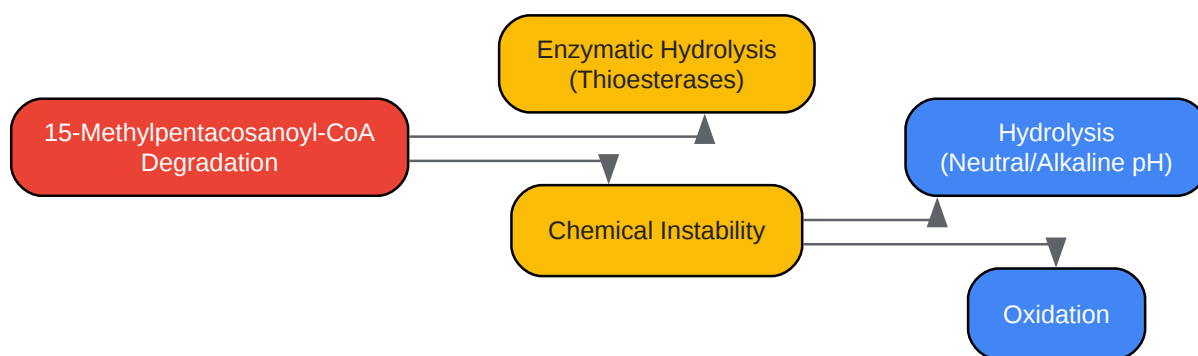 15-Methylpentacosanoyl-CoA
Degradation
Enzymatic Hydrolysis
(Thioesterases)
Chemical Instability
Hydrolysis
(Neutral/Alkaline pH)
Oxidation